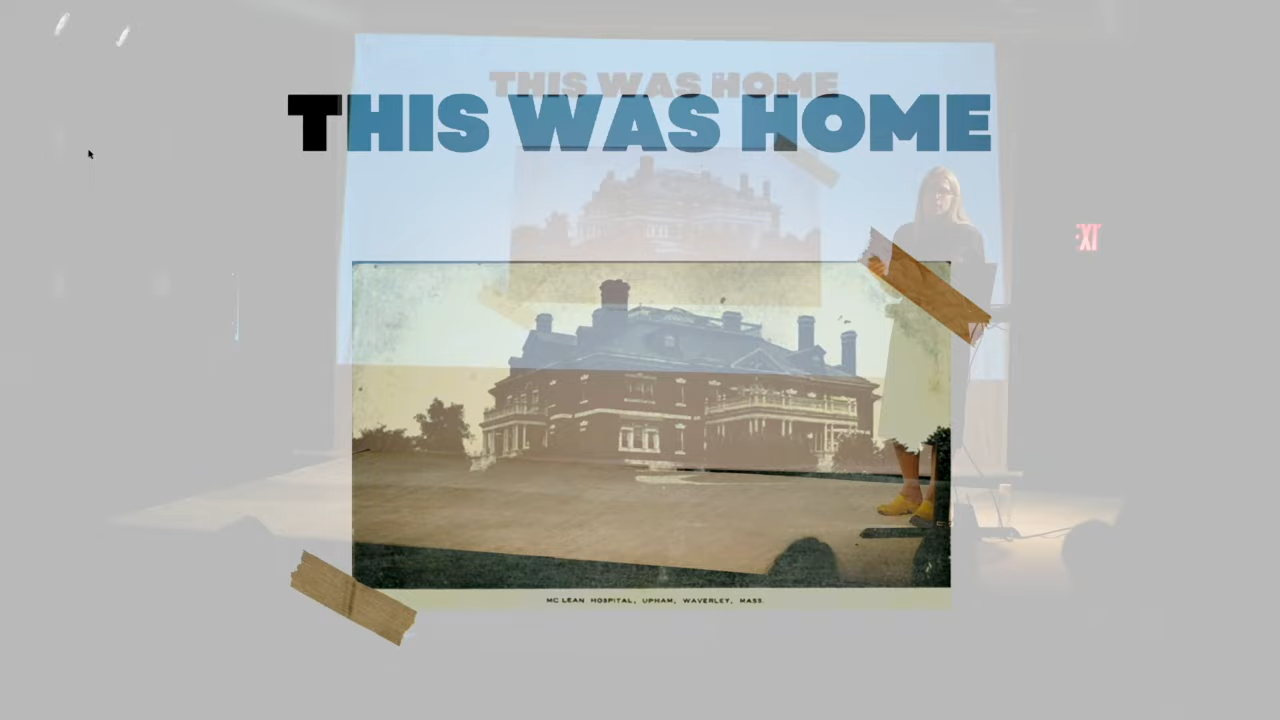 THIS WAS HOME
THIS WAS HOME
EXIT
MC LEAN HOSPITAL, UPHAM, WAVERLEY, MASS.